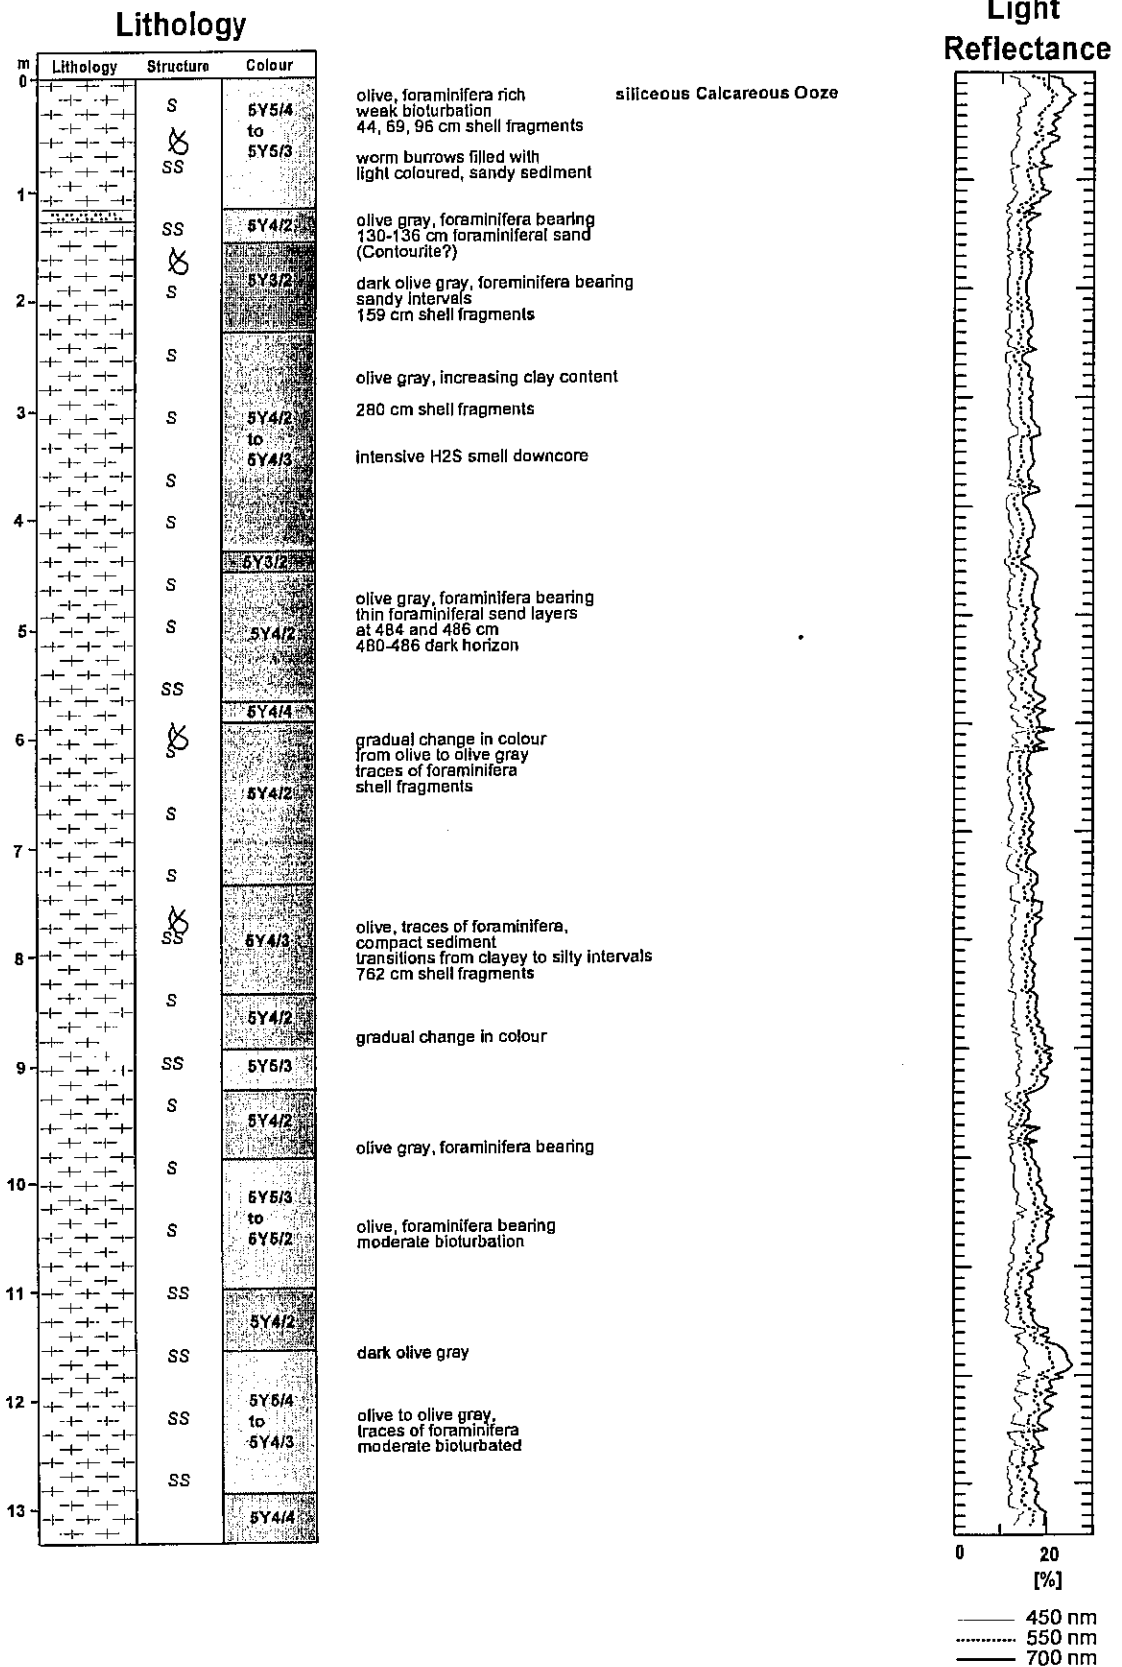 Lithology
Light
Reflectance
m
Lithology
Structure
Colour
0
1
2
3
4
5
6
7
8
9
10
11
12
13
S
SS
SS
S
S
S
S
S
S
S
SS
S
S
S
SS
S
SS
S
S
S
SS
SS
SS
SS
5Y5/4
to
5Y5/3
5Y4/2
5Y3/2
5Y4/2
to
5Y4/3
5Y3/2
5Y4/2
5Y4/4
5Y4/2
5Y4/3
5Y4/2
5Y5/3
5Y4/2
5Y5/3
to
5Y5/2
5Y4/2
5Y5/4
to
5Y4/3
5Y4/4
olive, foraminifera rich siliceous Calcareous Ooze
weak bioturbation
44, 69, 96 cm shell fragments
worm burrows filled with
light coloured, sandy sediment
olive gray, foraminifera bearing
130-136 cm foraminiferal sand
(Contourite?)
dark olive gray, foreminifera bearing
sandy intervals
159 cm shell fragments
olive gray, increasing clay content
280 cm shell fragments
intensive H2S smell downcore
olive gray, foraminifera bearing
thin foraminiferal send layers
at 484 and 486 cm
480-486 dark horizon
gradual change in colour
from olive to olive gray
traces of foraminifera
shell fragments
olive, traces of foraminifera,
compact sediment
transitions from clayey to silty intervals
762 cm shell fragments
gradual change in colour
olive gray, foraminifera bearing
olive, foraminifera bearing
moderate bioturbation
dark olive gray
olive to olive gray,
traces of foraminifera
moderate bioturbated
0 20
[%]
450 nm
550 nm
700 nm